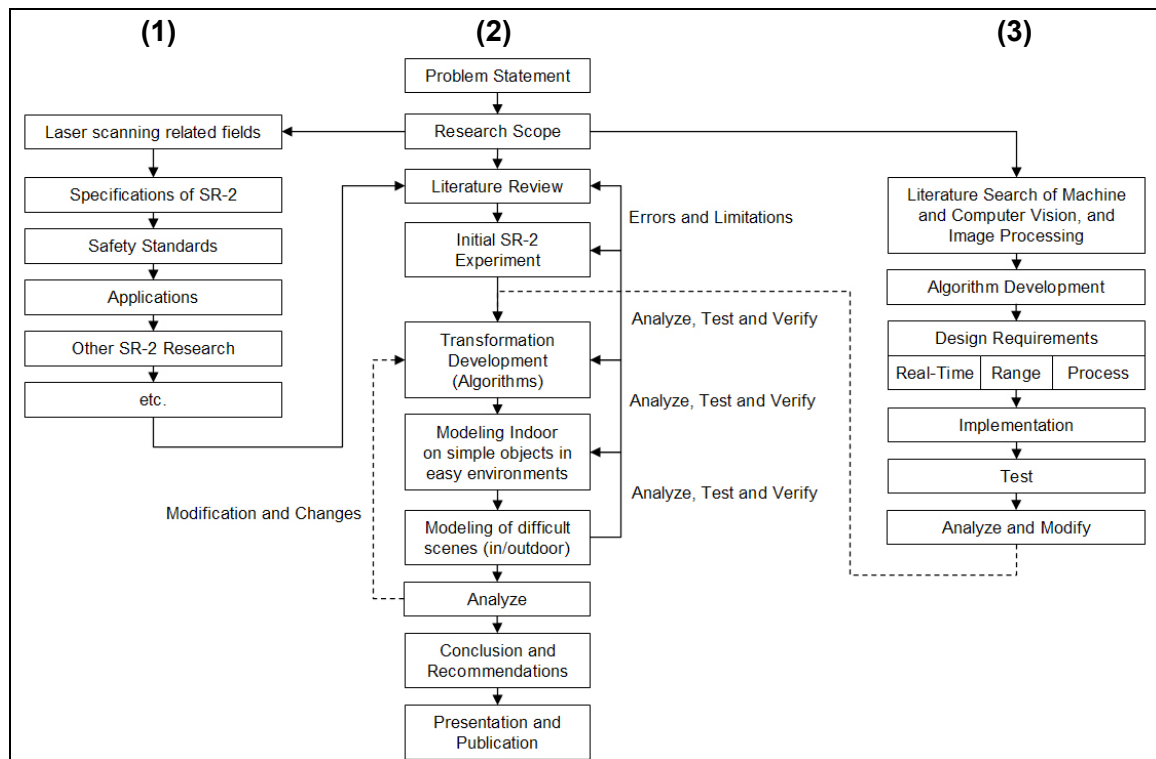 (1)
(2)
(3)
Problem Statement
Laser scanning related fields
Research Scope
Specifications of SR-2
Literature Review
Literature Search of Machine
and Computer Vision, and
Image Processing
Errors and Limitations
Safety Standards
Initial SR-2
Experiment
Applications
Algorithm Development
Analyze, Test and Verify
Other SR-2 Research
Transformation
Development
(Algorithms)
Design Requirements
Real-Time
Range
Process
etc.
Analyze, Test and Verify
Modeling Indoor
on simple objects in
easy environments
Implementation
Test
Analyze, Test and Verify
Modification and Changes
Modeling of difficult
scenes (in/outdoor)
Analyze and Modify
Analyze
Conclusion and
Recommendations
Presentation and
Publication